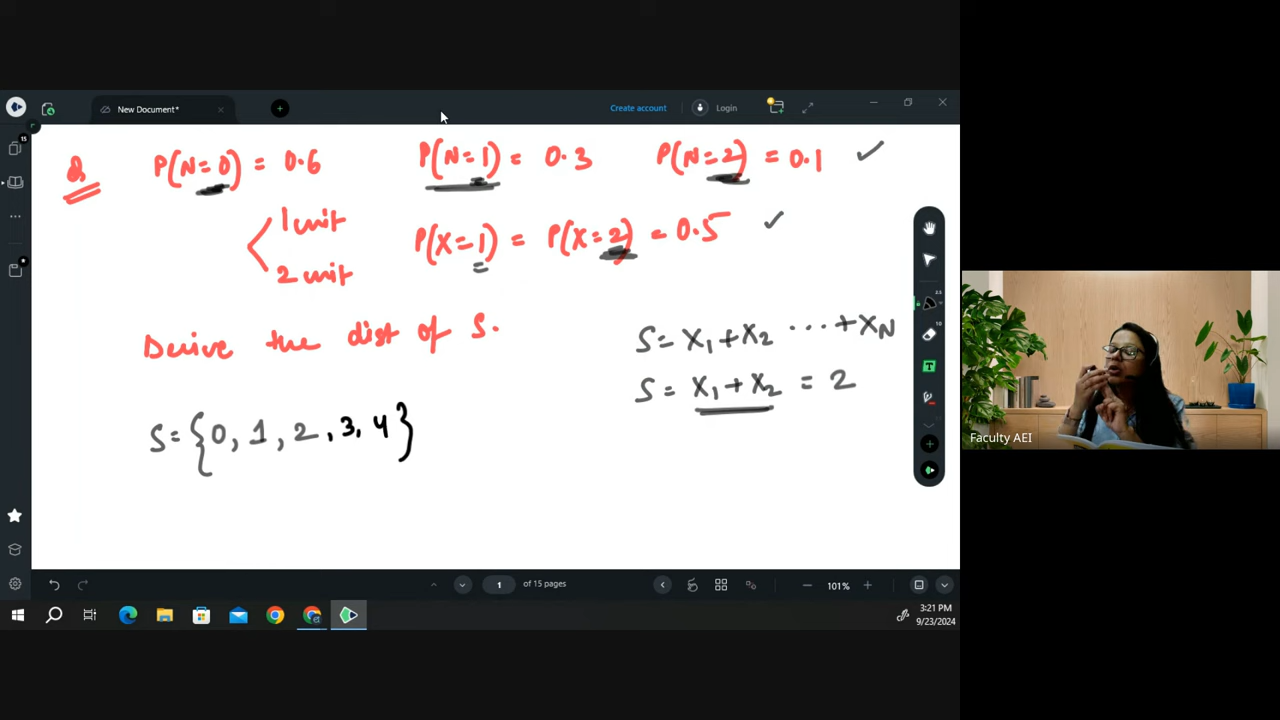 New Document*
Create account
Login
15
Q
P(N=0) = 0.6
P(N=1) = 0.3
P(N=2) = 0.1 ✓
1 unit
2 unit
P(X=1) = P(X=2) = 0.5 ✓
Derive the dist of S.
S= X1+X2 ... +XN
S = X1+X2 = 2
S= {0, 1, 2, 3, 4}
Faculty AEI
1 of 15 pages
101%
3:21 PM
9/23/2024